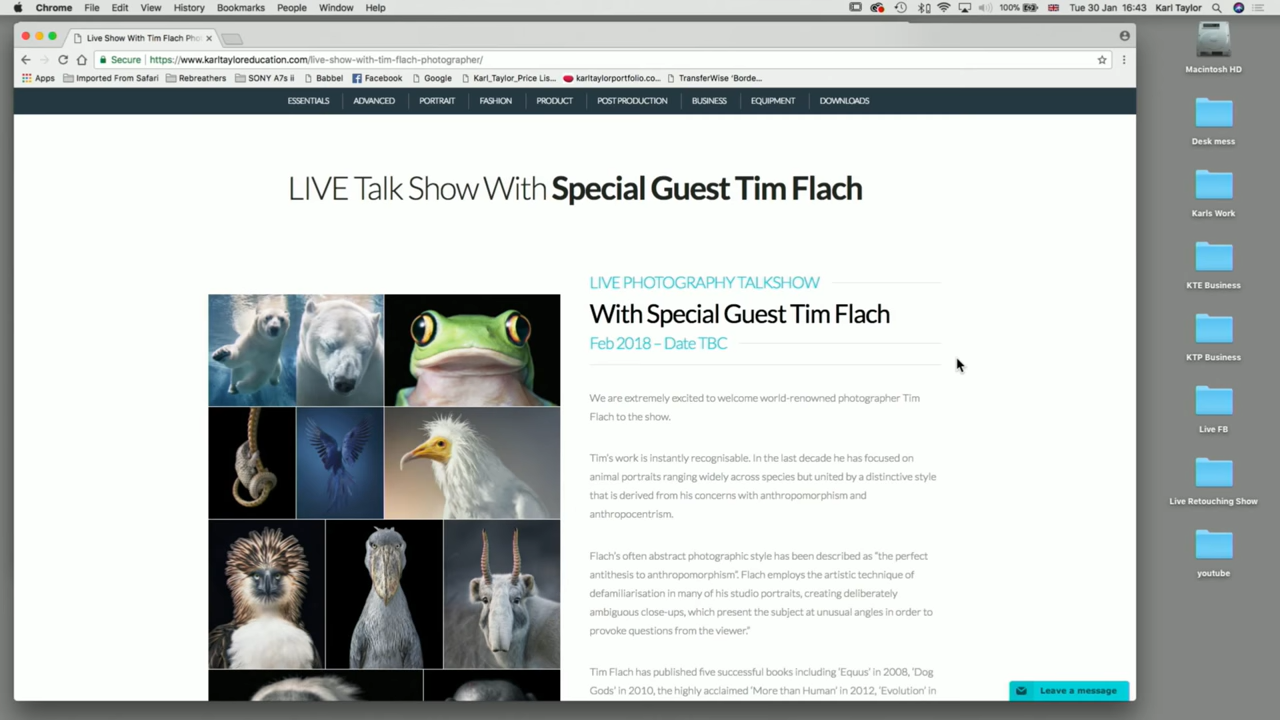 Chrome File Edit View History Bookmarks People Window Help 100% Tue 30 Jan 16:43 Karl Taylor
Live Show With Tim Flach Pho
Secure https://www.karltayloreducation.com/live-show-with-tim-flach-photographer/
Apps Imported From Safari Rebreathers SONY A7s ii Babbel Facebook Google Karl_Taylor_Price Lis... karltaylorportfolio.co... TransferWise 'Borde...
ESSENTIALS ADVANCED PORTRAIT FASHION PRODUCT POST PRODUCTION BUSINESS EQUIPMENT DOWNLOADS
LIVE Talk Show With Special Guest Tim Flach
LIVE PHOTOGRAPHY TALKSHOW
With Special Guest Tim Flach
Feb 2018 – Date TBC
We are extremely excited to welcome world-renowned photographer Tim
Flach to the show.
Tim's work is instantly recognisable. In the last decade he has focused on
animal portraits ranging widely across species but united by a distinctive style
that is derived from his concerns with anthropomorphism and
anthropocentrism.
Flach's often abstract photographic style has been described as "the perfect
antithesis to anthropomorphism". Flach employs the artistic technique of
defamiliarisation in many of his studio portraits, creating deliberately
ambiguous close-ups, which present the subject at unusual angles in order to
provoke questions from the viewer."
Tim Flach has published five successful books including 'Equus' in 2008, 'Dog
Gods' in 2010, the highly acclaimed 'More than Human' in 2012, 'Evolution' in
Leave a message
Macintosh HD
Desk mess
Karls Work
KTE Business
KTP Business
Live FB
Live Retouching Show
youtube